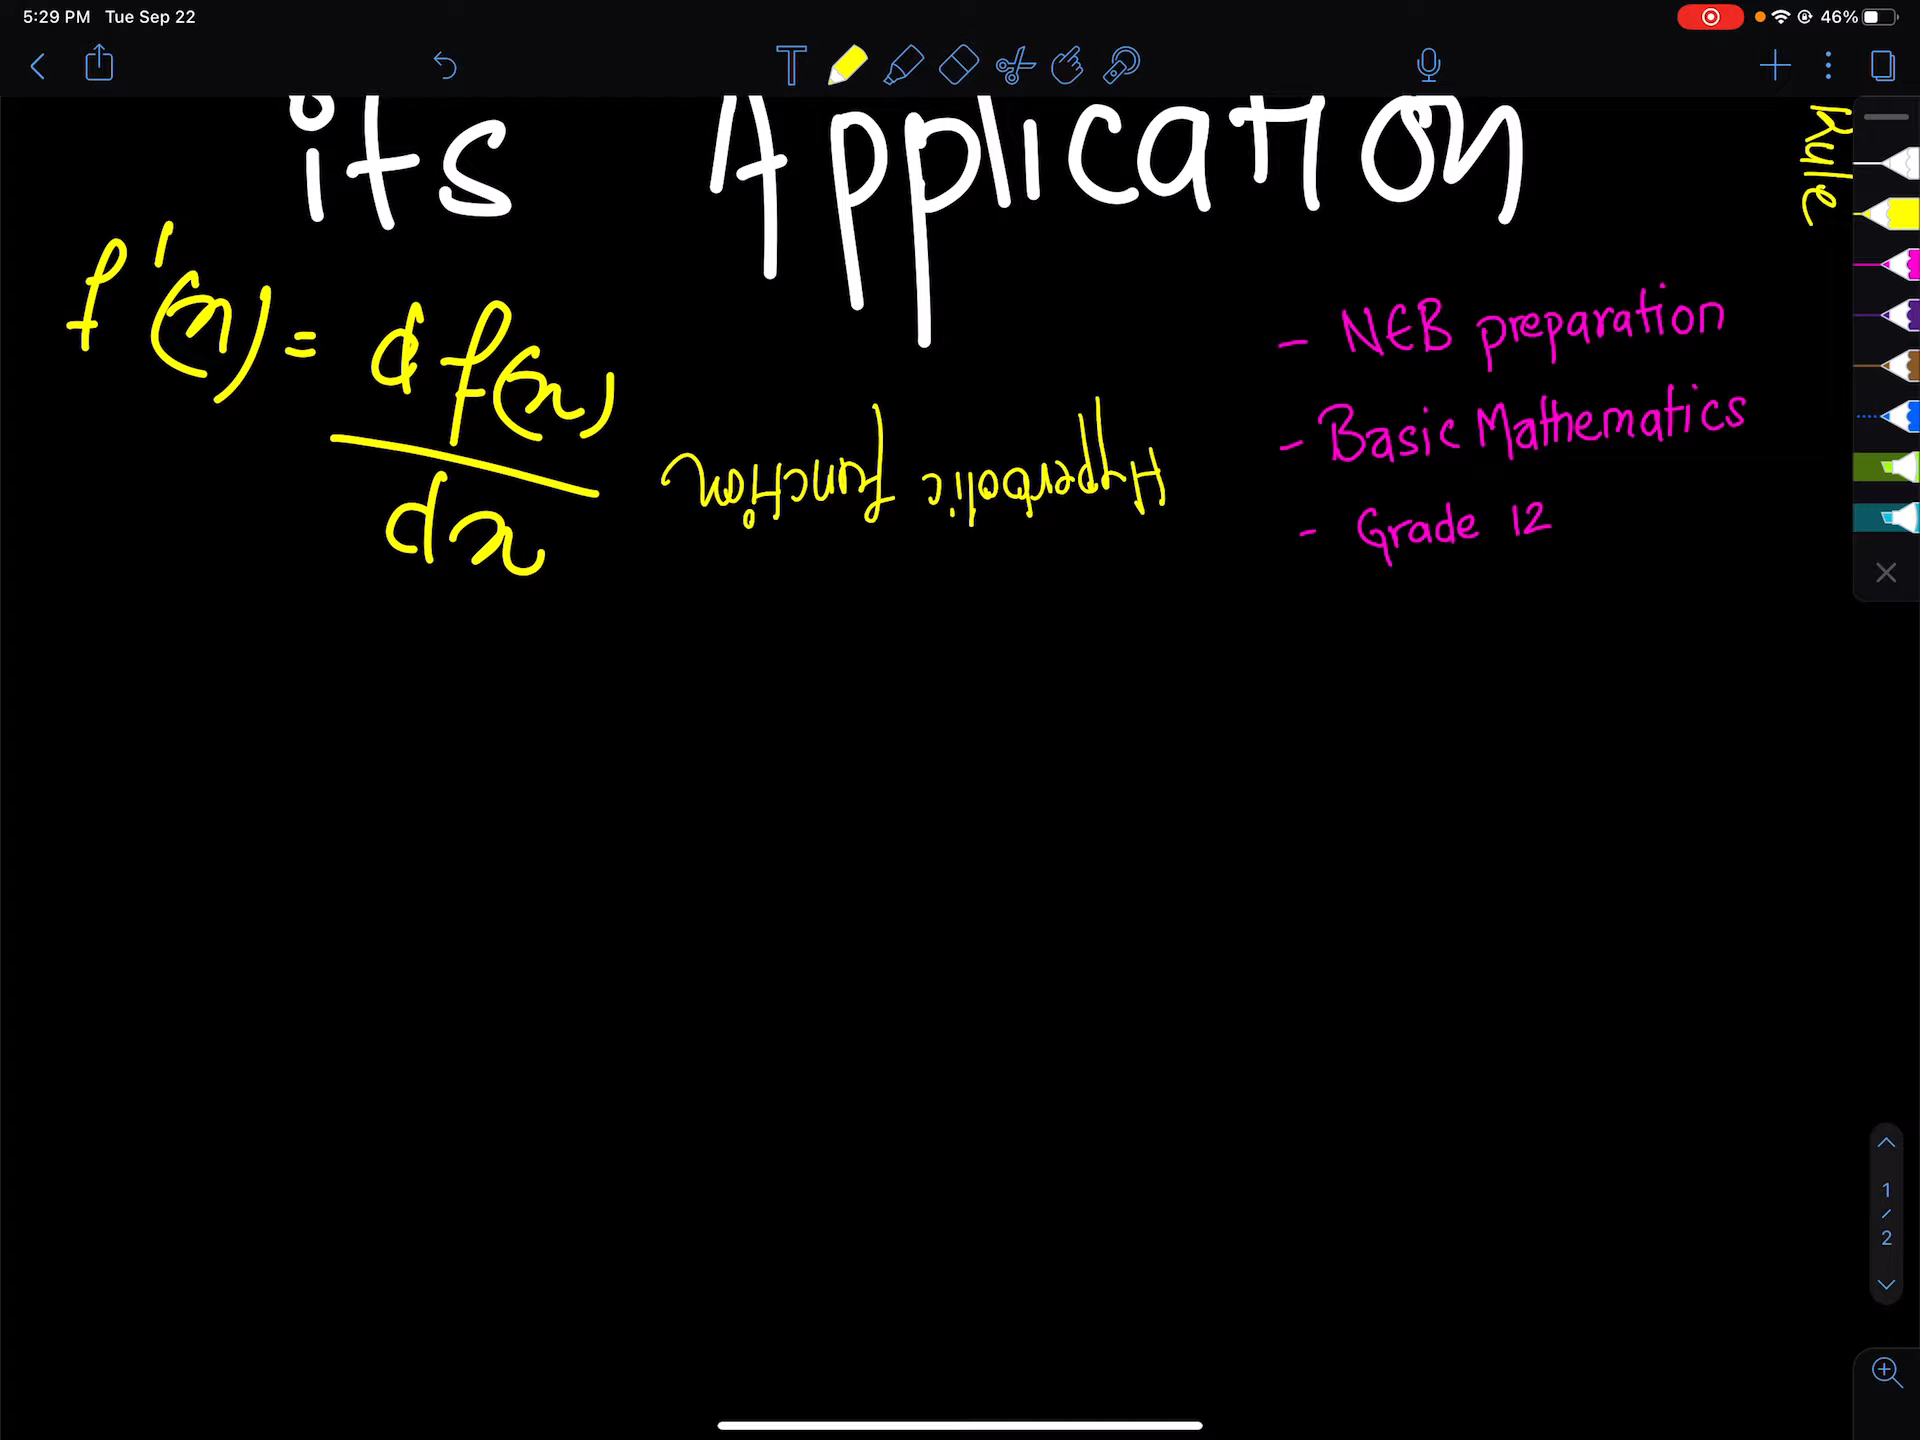 5:29 PM Tue Sep 22
46%
its Application
Rule
f'(x) = d f(x)
dx
Hyperbolic function
- NEB preparation
- Basic Mathematics
- Grade 12
1
/
2